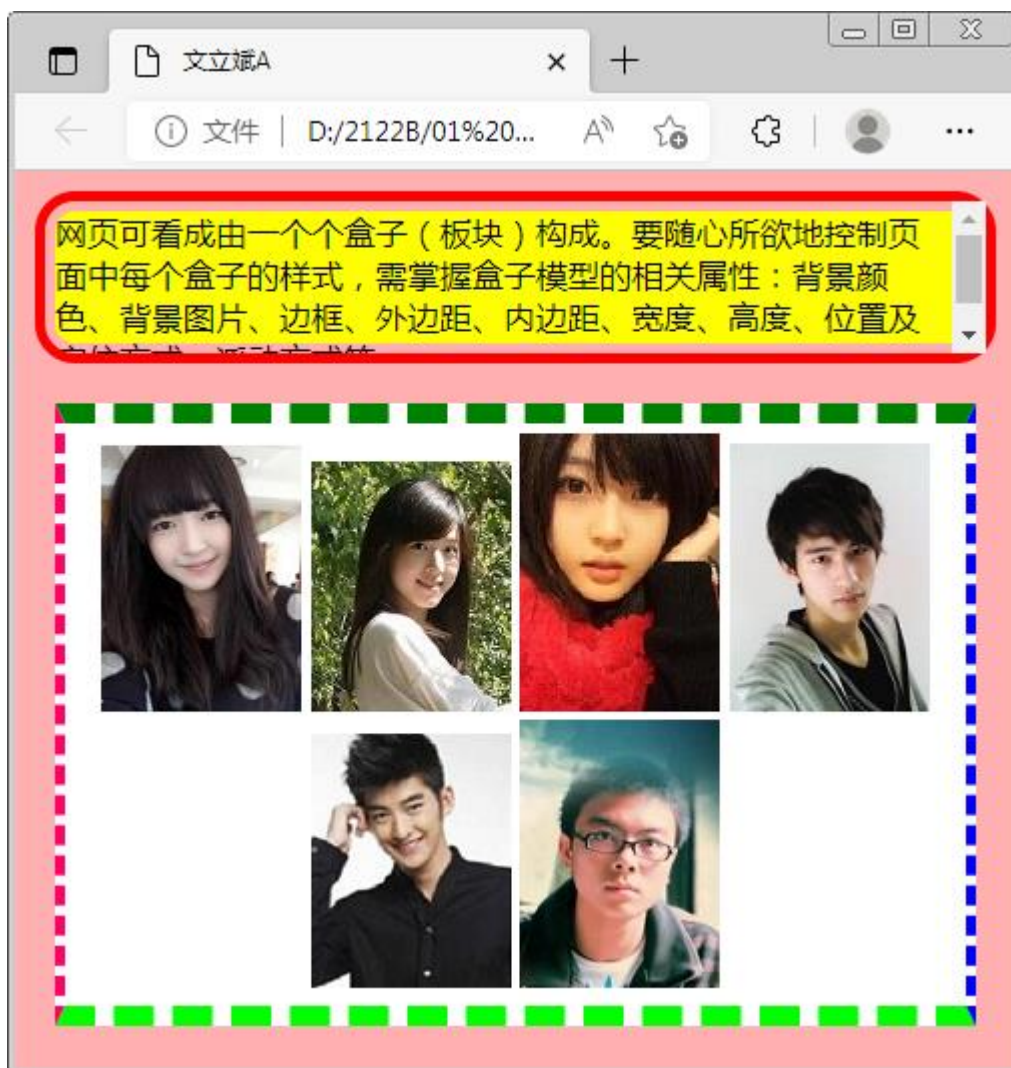 文立斌A
文件
D:/2122B/01%20...
网页可看成由一个个盒子（板块）构成。要随心所欲地控制页
面中每个盒子的样式，需掌握盒子模型的相关属性：背景颜
色、背景图片、边框、外边距、内边距、宽度、高度、位置及